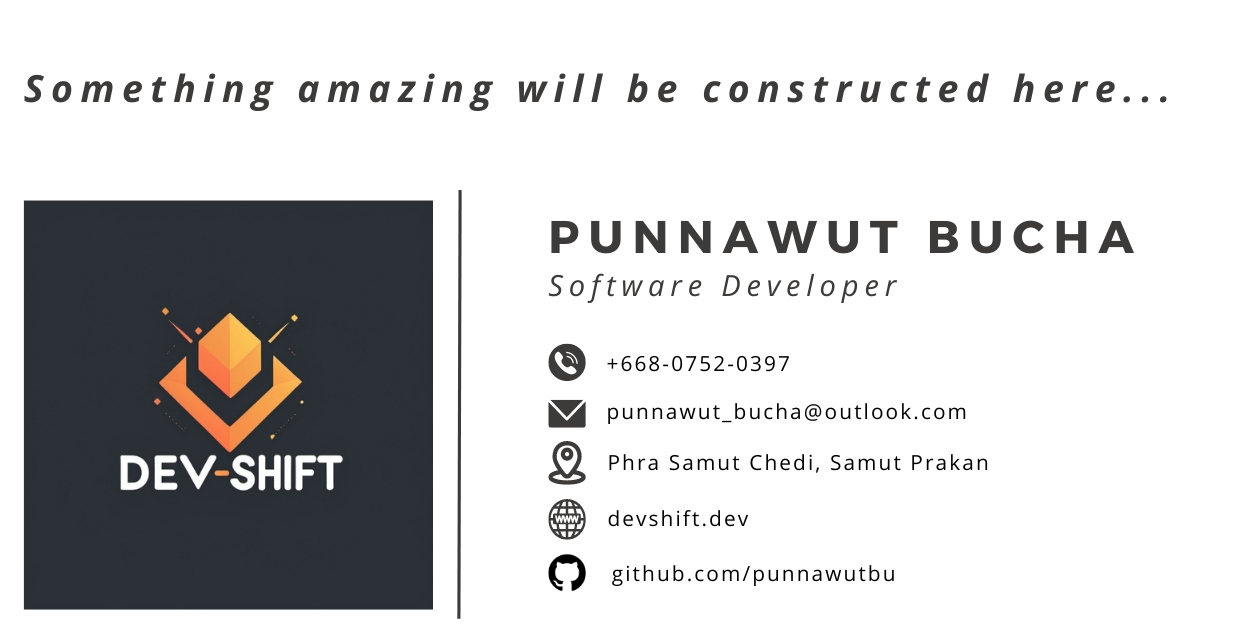 Something amazing will be constructed here...
DEV-SHIFT
PUNNAWUT BUCHA
Software Developer
+668-0752-0397
punnawut_bucha@outlook.com
Phra Samut Chedi, Samut Prakan
www
devshift.dev
github.com/punnawutbu